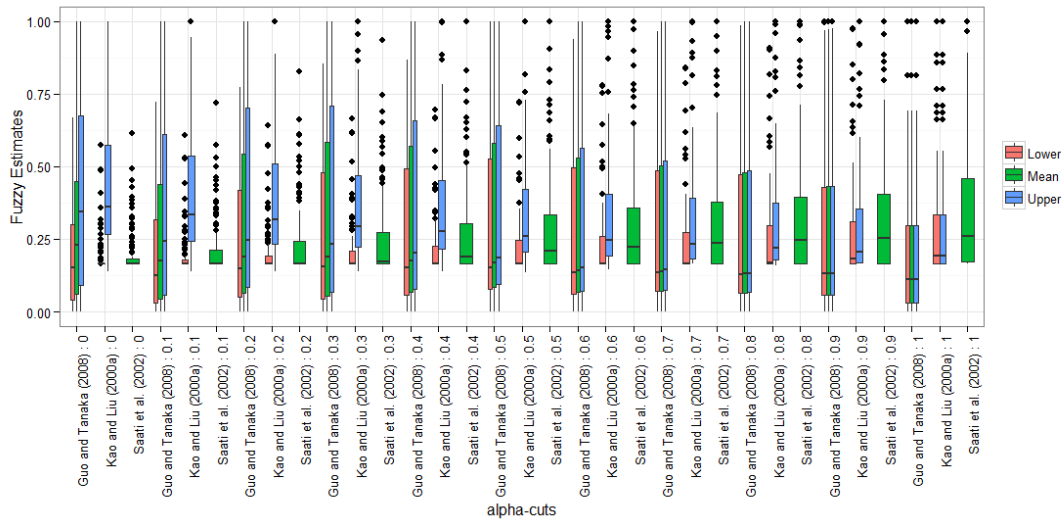 1.00
0.75
0.50
0.25
0.00
Fuzzy Estimates
Guo and Tanaka (2008) : 0
Kao and Liu (2000a) : 0
Saati et al. (2002) : 0
Guo and Tanaka (2008) : 0.1
Kao and Liu (2000a) : 0.1
Saati et al. (2002) : 0.1
Guo and Tanaka (2008) : 0.2
Kao and Liu (2000a) : 0.2
Saati et al. (2002) : 0.2
Guo and Tanaka (2008) : 0.3
Kao and Liu (2000a) : 0.3
Saati et al. (2002) : 0.3
Guo and Tanaka (2008) : 0.4
Kao and Liu (2000a) : 0.4
Saati et al. (2002) : 0.4
Guo and Tanaka (2008) : 0.5
Kao and Liu (2000a) : 0.5
Saati et al. (2002) : 0.5
Guo and Tanaka (2008) : 0.6
Kao and Liu (2000a) : 0.6
Saati et al. (2002) : 0.6
Guo and Tanaka (2008) : 0.7
Kao and Liu (2000a) : 0.7
Saati et al. (2002) : 0.7
Guo and Tanaka (2008) : 0.8
Kao and Liu (2000a) : 0.8
Saati et al. (2002) : 0.8
Guo and Tanaka (2008) : 0.9
Kao and Liu (2000a) : 0.9
Saati et al. (2002) : 0.9
Guo and Tanaka (2008) : 1
Kao and Liu (2000a) : 1
Saati et al. (2002) : 1
alpha-cuts
Lower
Mean
Upper